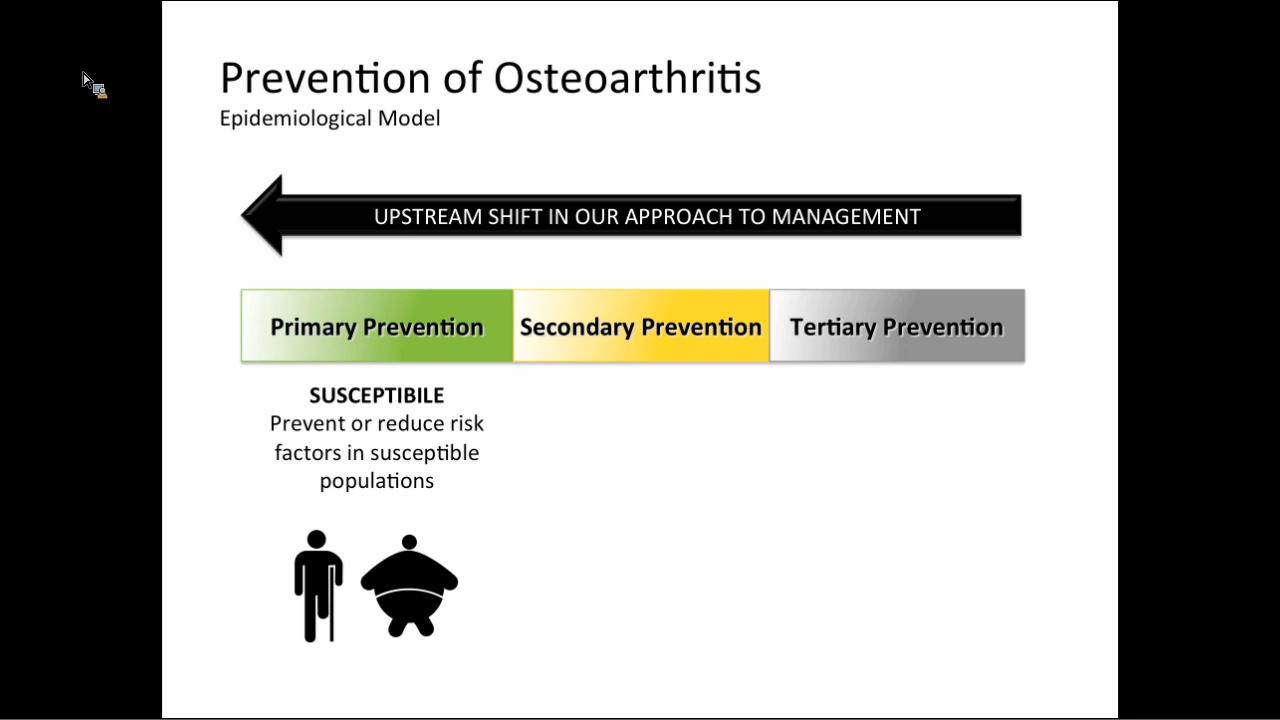 Prevention of Osteoarthritis
Epidemiological Model
UPSTREAM SHIFT IN OUR APPROACH TO MANAGEMENT
Primary Prevention
Secondary Prevention
Tertiary Prevention
SUSCEPTIBILE
Prevent or reduce risk
factors in susceptible
populations